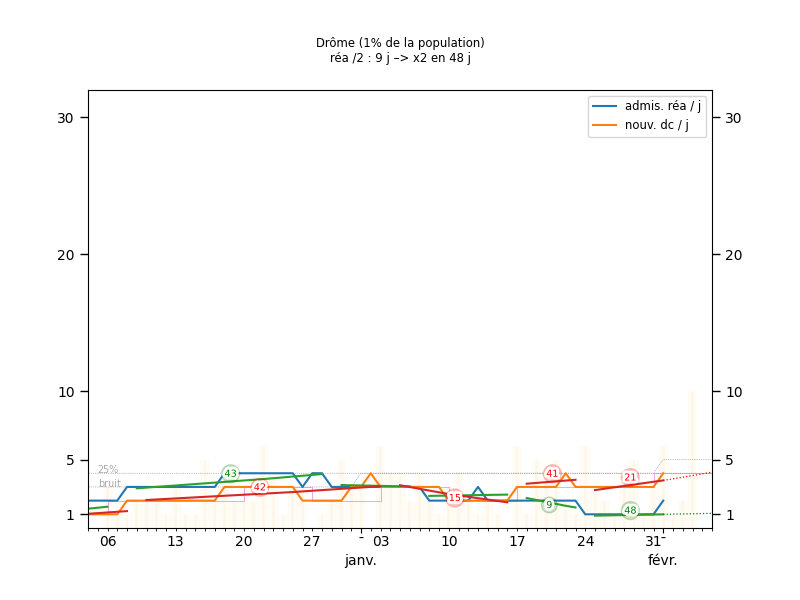 Drôme (1% de la population)
réa /2 : 9 j –> x2 en 48 j
admis. réa / j
nouv. dc / j
30 30
20 20
10 10
5 5
1 1
25%
bruit
43
42
15
41
9
21
48
06 13 20 27 - 03 10 17 24 31-
janv. févr.